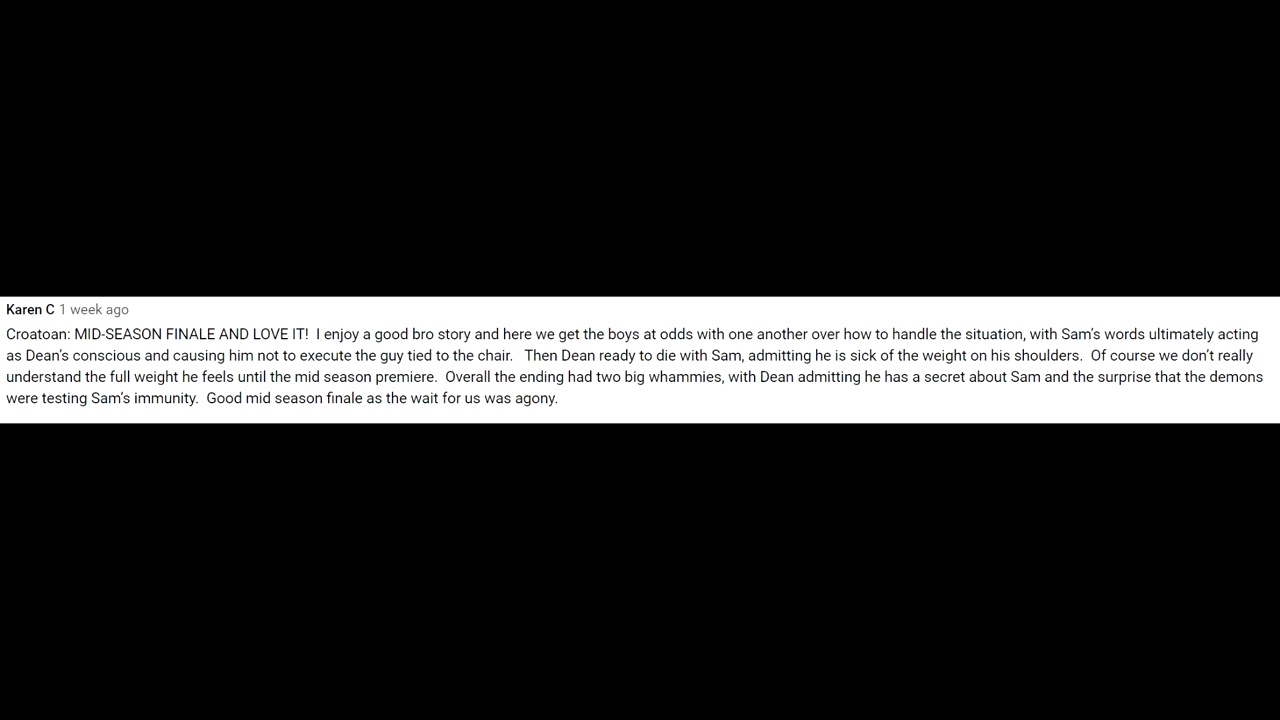 Karen C 1 week ago
Croatoan: MID-SEASON FINALE AND LOVE IT!  I enjoy a good bro story and here we get the boys at odds with one another over how to handle the situation, with Sam's words ultimately acting
as Dean's conscious and causing him not to execute the guy tied to the chair.   Then Dean ready to die with Sam, admitting he is sick of the weight on his shoulders.  Of course we don't really
understand the full weight he feels until the mid season premiere.  Overall the ending had two big whammies, with Dean admitting he has a secret about Sam and the surprise that the demons
were testing Sam's immunity.  Good mid season finale as the wait for us was agony.